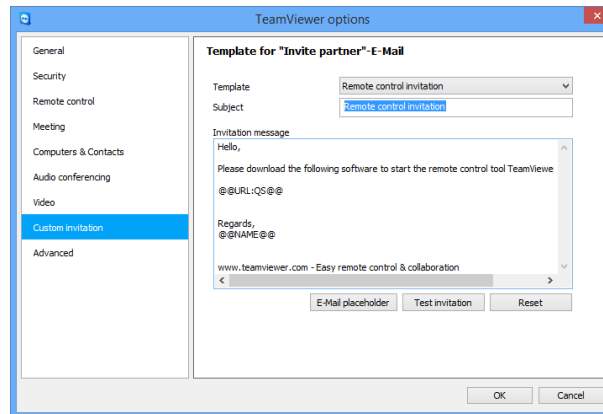 TeamViewer options
General
Security
Remote control
Meeting
Computers & Contacts
Audio conferencing
Video
Custom invitation
Advanced
Template for "Invite partner"-E-Mail
Template
Remote control invitation
Subject
Remote control invitation
Invitation message
Hello,
Please download the following software to start the remote control tool TeamViewe
@@URL:QS@@
Regards,
@@NAME@@
www.teamviewer.com - Easy remote control & collaboration
E-Mail placeholder
Test invitation
Reset
OK
Cancel